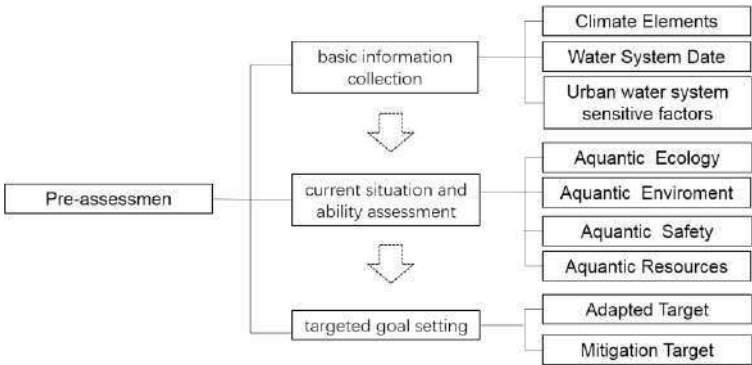 Pre-assessmen
basic information
collection
Climate Elements
Water System Date
Urban water system
sensitive factors
current situation and
ability assessment
Aquantic Ecology
Aquantic Enviroment
Aquantic Safety
Aquantic Resources
targeted goal setting
Adapted Target
Mitigation Target